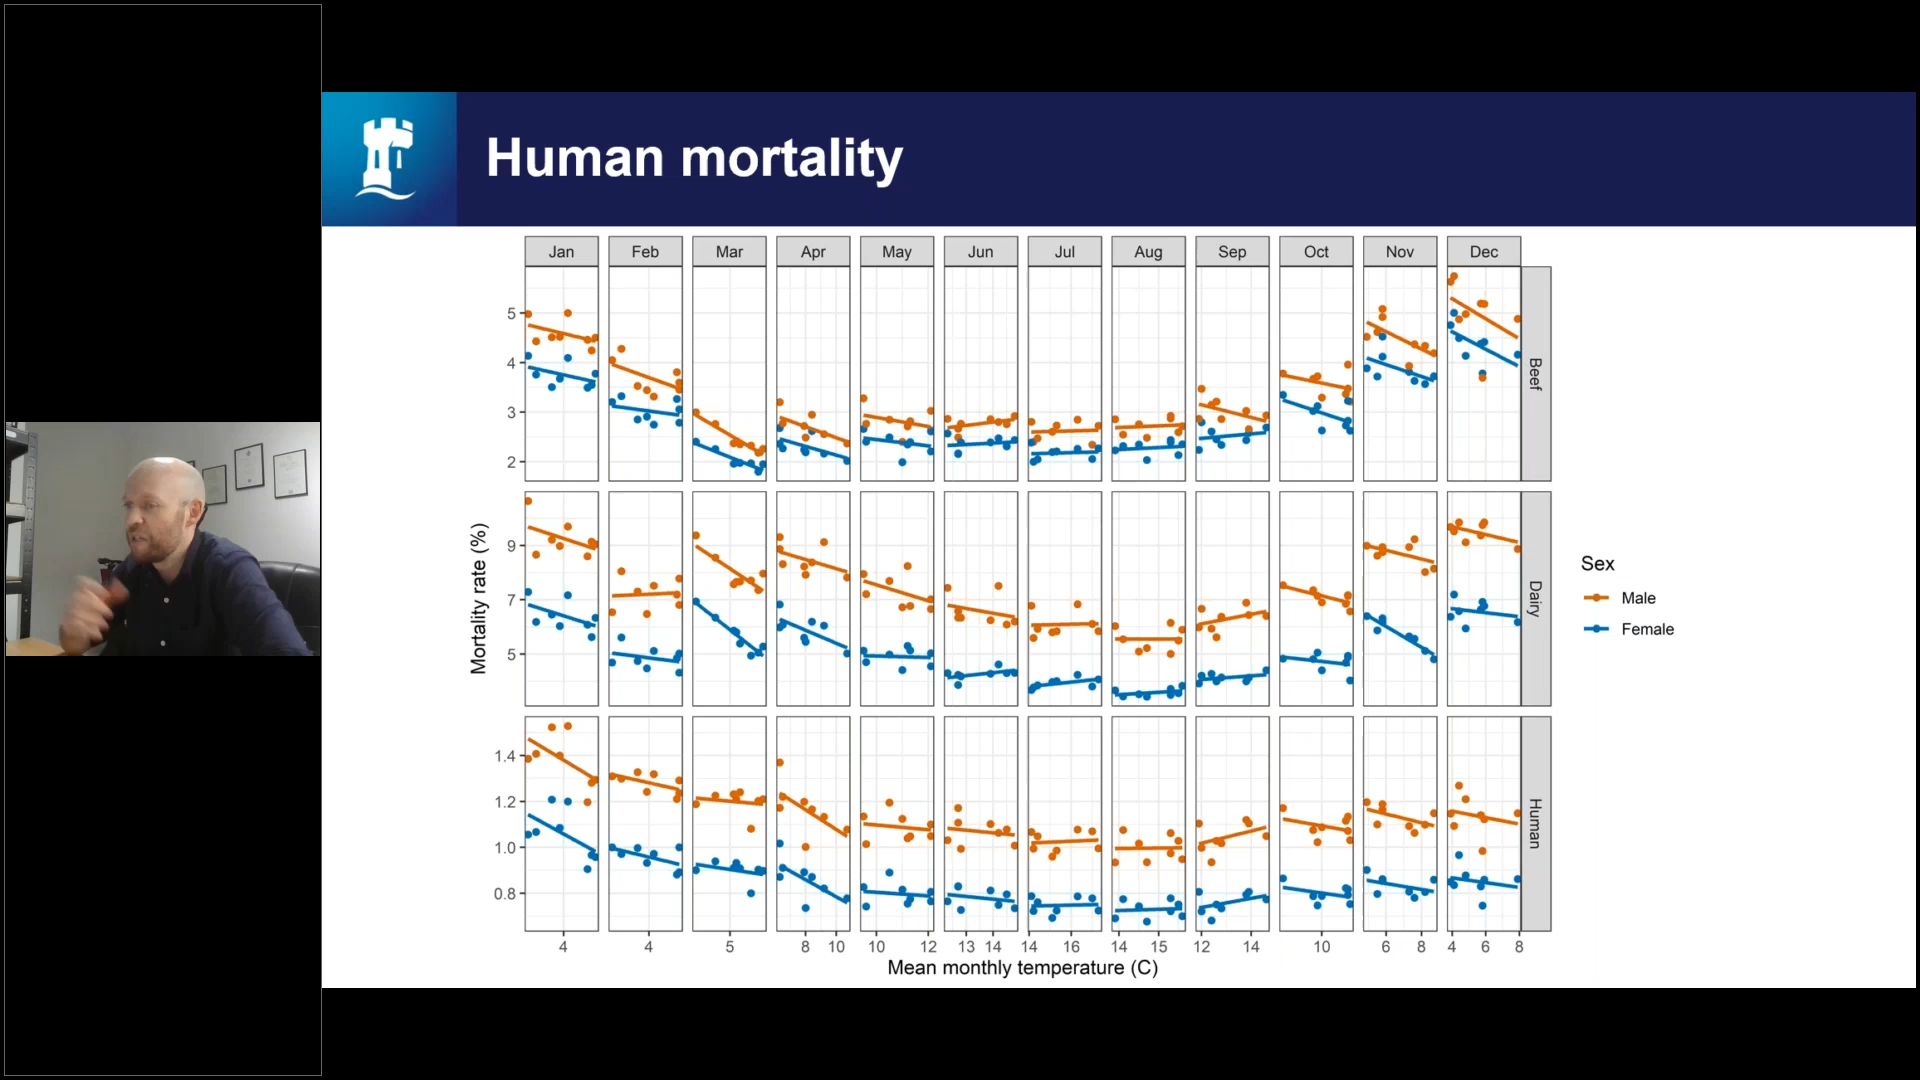 Human mortality
Jan Feb Mar Apr May Jun Jul Aug Sep Oct Nov Dec
5
4
3
2
Beef
9
7
5
Dairy
1.4
1.2
1.0
0.8
Human
Mortality rate (%)
4 4 5 8 10 10 12 13 14 14 16 14 15 12 14 10 6 8 4 6 8
Mean monthly temperature (C)
Sex
Male
Female